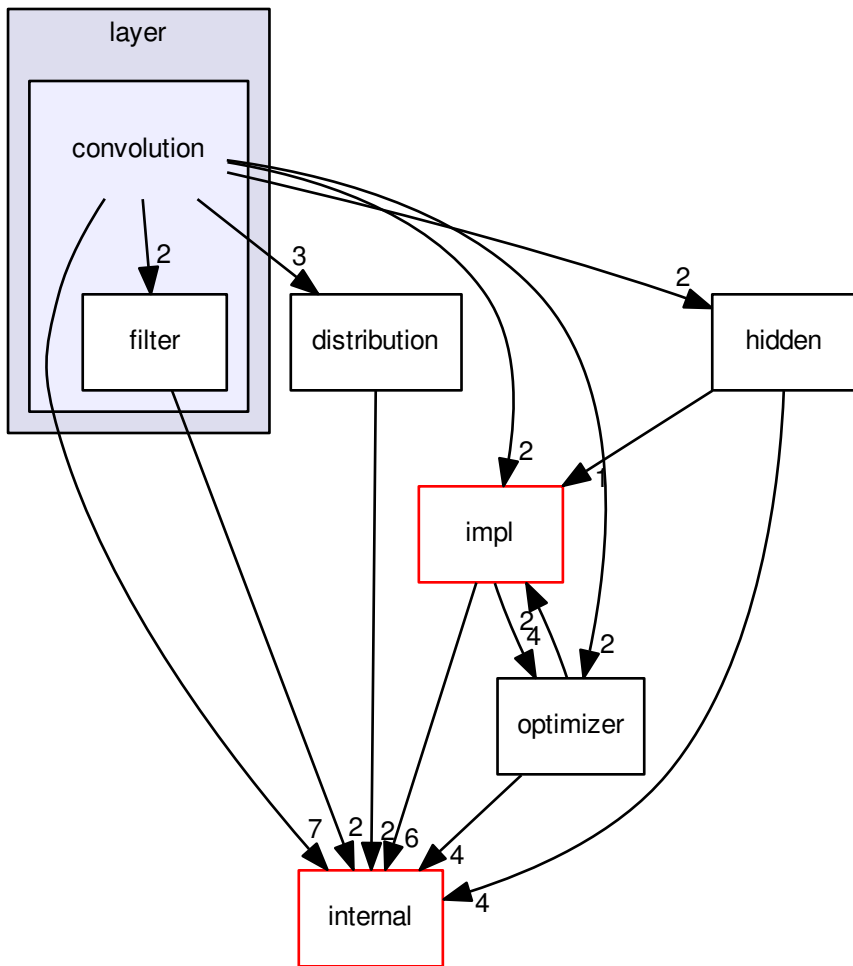 layer
convolution
2
3
2
filter
distribution
hidden
2
1
impl
2
4
2
optimizer
7
2
2
6
4
4
internal